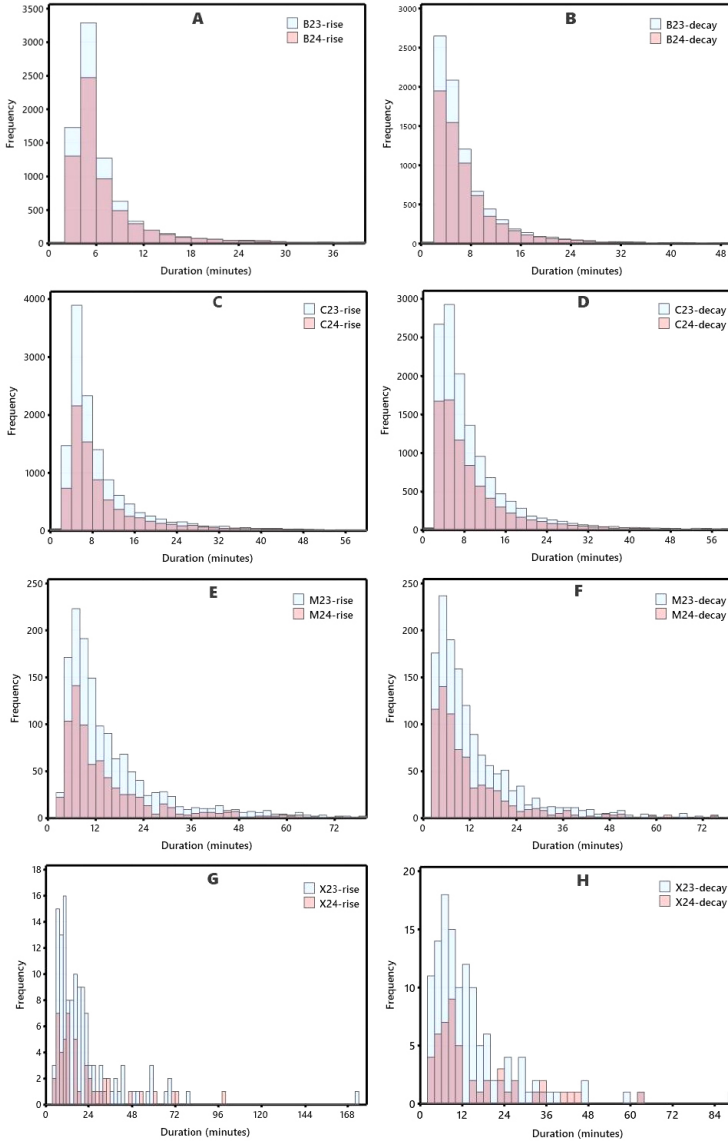 A
B23-rise
B24-rise
Frequency
3500
3000
2500
2000
1500
1000
500
0
0 6 12 18 24 30 36
Duration (minutes)
B
B23-decay
B24-decay
Frequency
3000
2500
2000
1500
1000
500
0
0 8 16 24 32 40 48
Duration (minutes)
C
C23-rise
C24-rise
Frequency
4000
3000
2000
1000
0
0 8 16 24 32 40 48 56
Duration (minutes)
D
C23-decay
C24-decay
Frequency
3000
2500
2000
1500
1000
500
0
0 8 16 24 32 40 48 56
Duration (minutes)
E
M23-rise
M24-rise
Frequency
250
200
150
100
50
0
0 12 24 36 48 60 72
Duration (minutes)
F
M23-decay
M24-decay
Frequency
250
200
150
100
50
0
0 12 24 36 48 60 72
Duration (minutes)
G
X23-rise
X24-rise
Frequency
18
16
14
12
10
8
6
4
2
0
0 24 48 72 96 120 144 168
Duration (minutes)
H
X23-decay
X24-decay
Frequency
20
15
10
5
0
0 12 24 36 48 60 72 84
Duration (minutes)